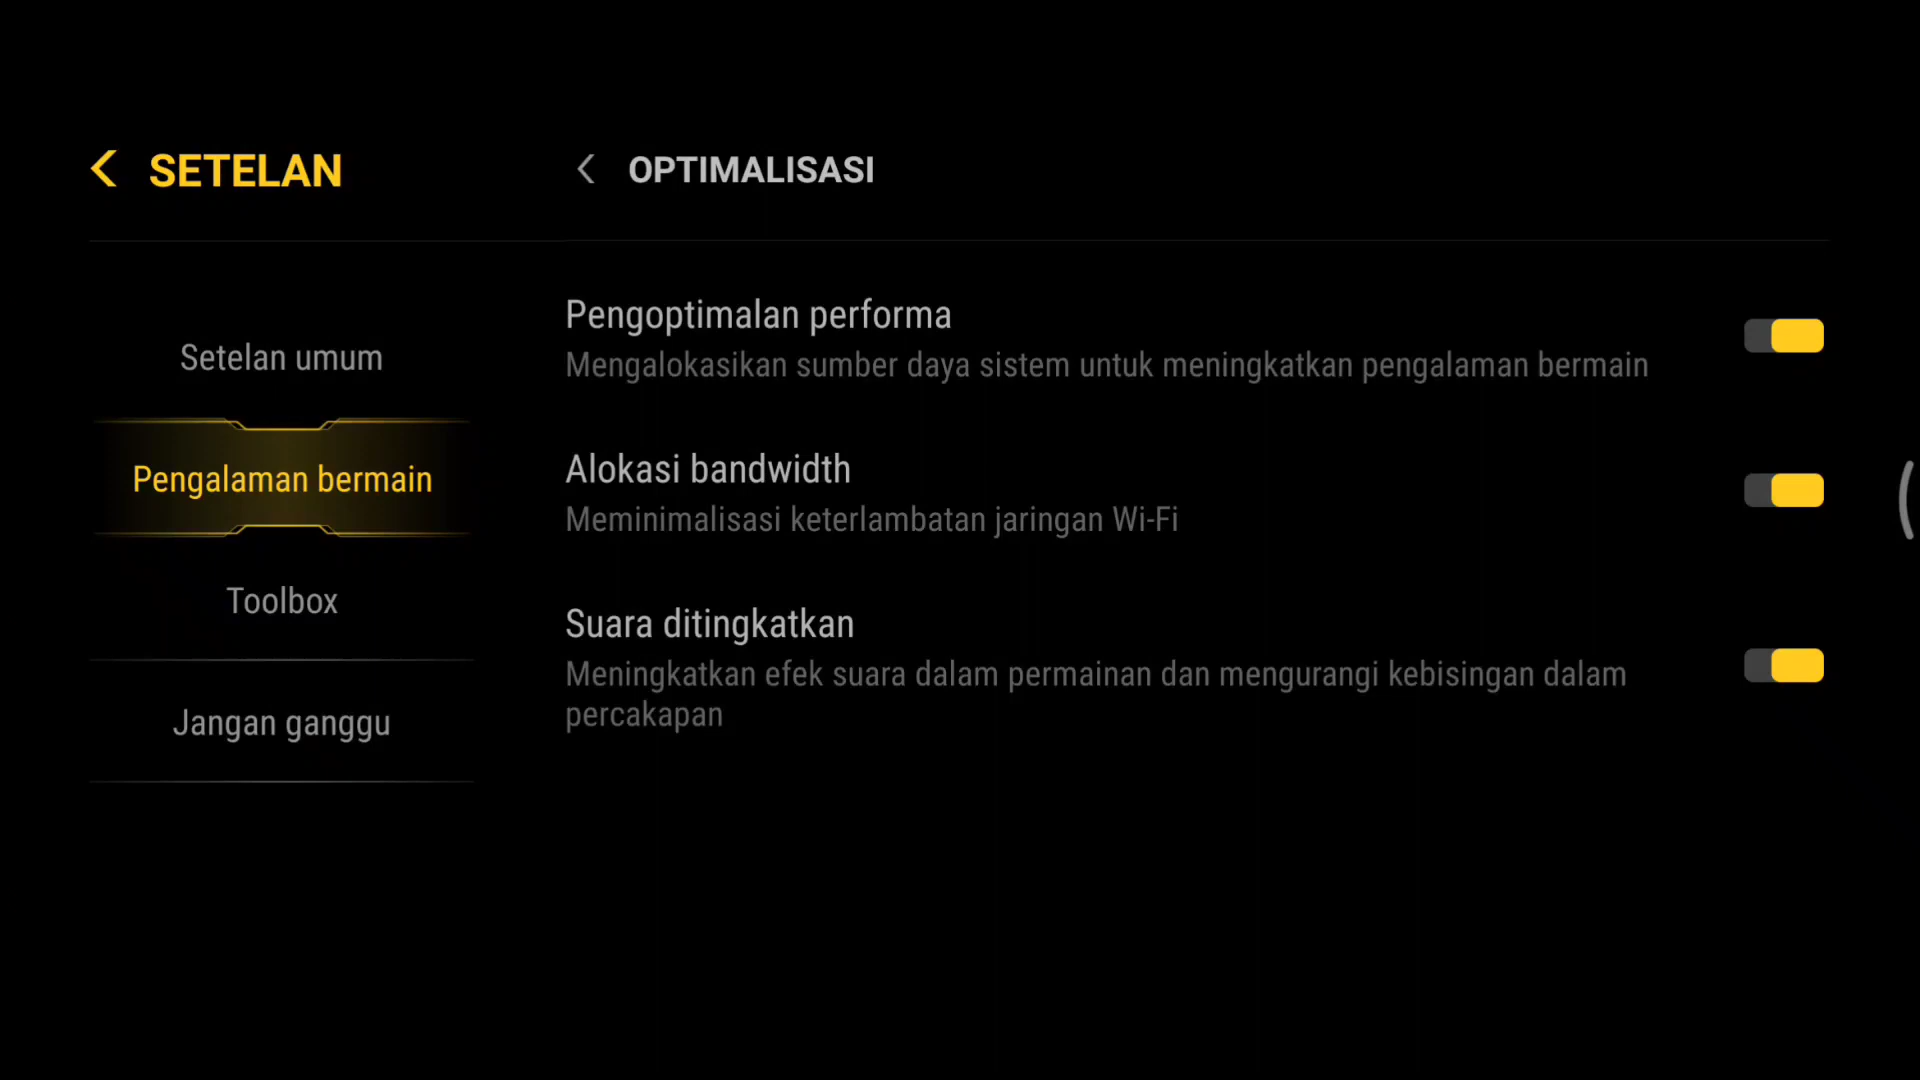 SETELAN
OPTIMALISASI
Setelan umum
Pengalaman bermain
Toolbox
Jangan ganggu
Pengoptimalan performa
Mengalokasikan sumber daya sistem untuk meningkatkan pengalaman bermain
Alokasi bandwidth
Meminimalisasi keterlambatan jaringan Wi-Fi
Suara ditingkatkan
Meningkatkan efek suara dalam permainan dan mengurangi kebisingan dalam
percakapan